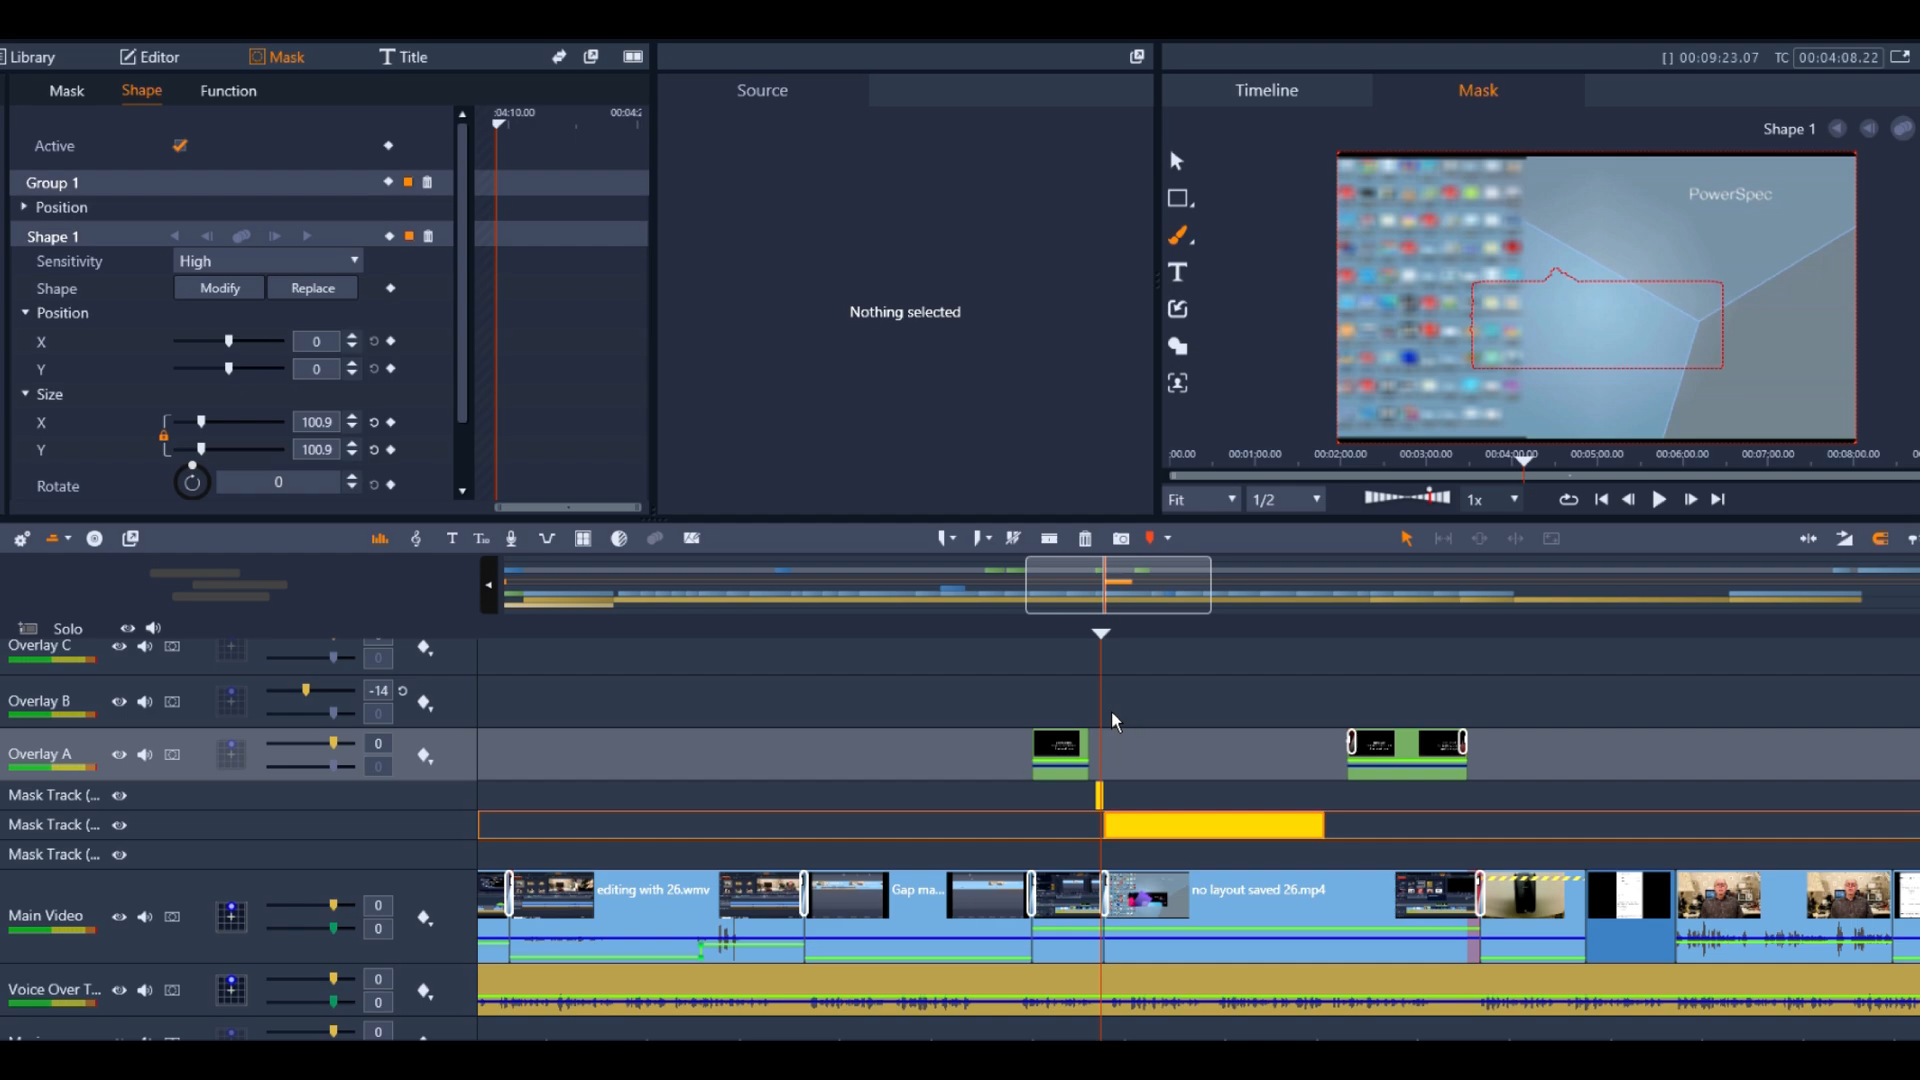 Library Editor Mask Title [] 00:09:23.07 TC 00:04:08.22
Mask Shape Function
Source
Timeline Mask
:04:10.00 00:04:2
Active
Shape 1
Group 1
Position
Shape 1
Sensitivity High
Shape Modify Replace
Position
X 0
Y 0
Size
X 100.9
Y 100.9
Rotate 0
Nothing selected
PowerSpec
:00.00 00:01:00.00 00:02:00.00 00:03:00.00 00:04:00.00 00:05:00.00 00:06:00.00 00:07:00.00 00:08:00.00
Fit 1/2 1x
Solo
Overlay C 0
Overlay B -14 0
Overlay A 0 0
Mask Track (...
Mask Track (...
Mask Track (...
Main Video 0 0
editing with 26.wmv Gap ma... no layout saved 26.mp4
Voice Over T... 0 0
0